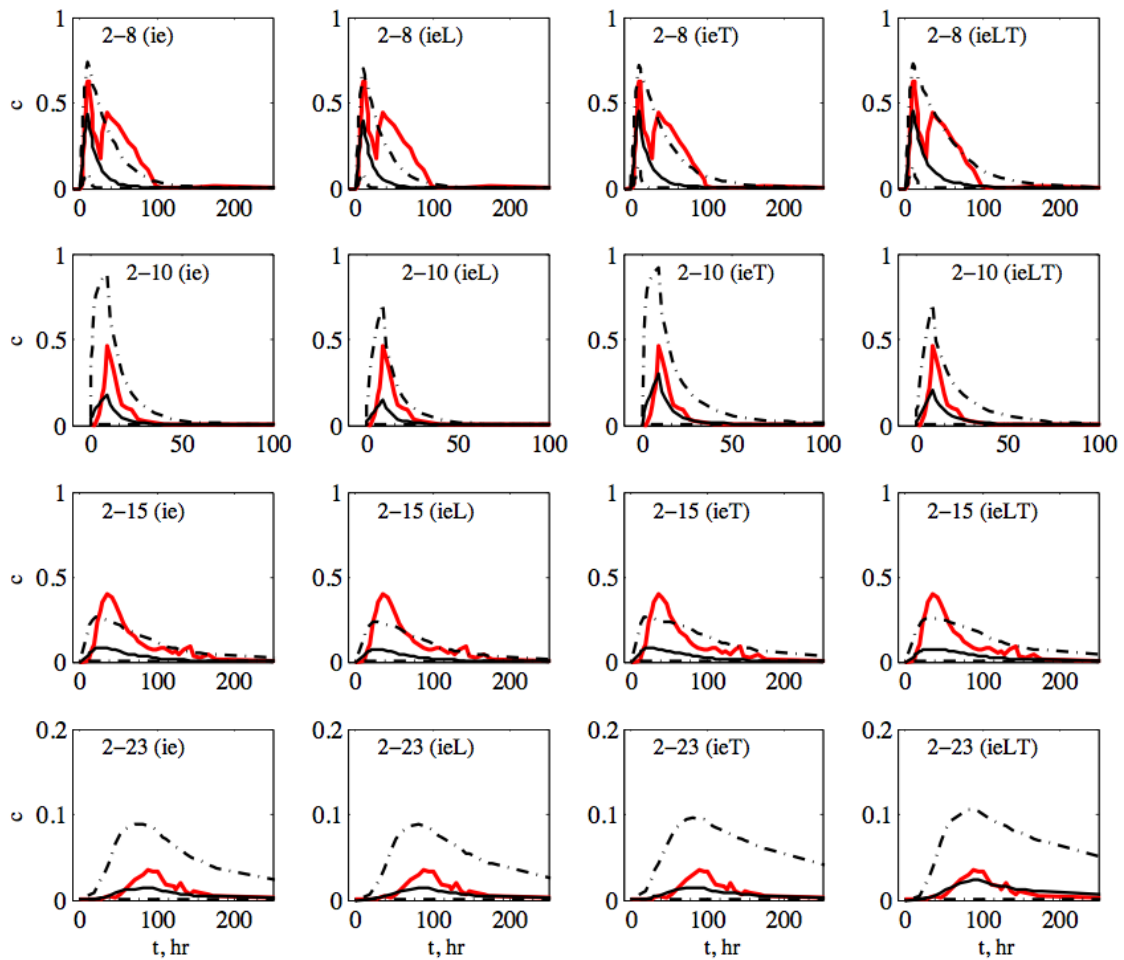 1 1 1 1
2−8 (ie) 2−8 (ieL) 2−8 (ieT) 2−8 (ieLT)
c 0.5 0.5 0.5 0.5
0 0 0 0
0 100 200 0 100 200 0 100 200 0 100 200
1 1 1 1
2−10 (ie) 2−10 (ieL) 2−10 (ieT) 2−10 (ieLT)
c 0.5 0.5 0.5 0.5
0 0 0 0
0 50 100 0 50 100 0 50 100 0 50 100
1 1 1 1
2−15 (ie) 2−15 (ieL) 2−15 (ieT) 2−15 (ieLT)
c 0.5 0.5 0.5 0.5
0 0 0 0
0 100 200 0 100 200 0 100 200 0 100 200
0.2 0.2 0.2 0.2
2−23 (ie) 2−23 (ieL) 2−23 (ieT) 2−23 (ieLT)
c 0.1 0.1 0.1 0.1
0 0 0 0
0 100 200 0 100 200 0 100 200 0 100 200
t, hr t, hr t, hr t, hr